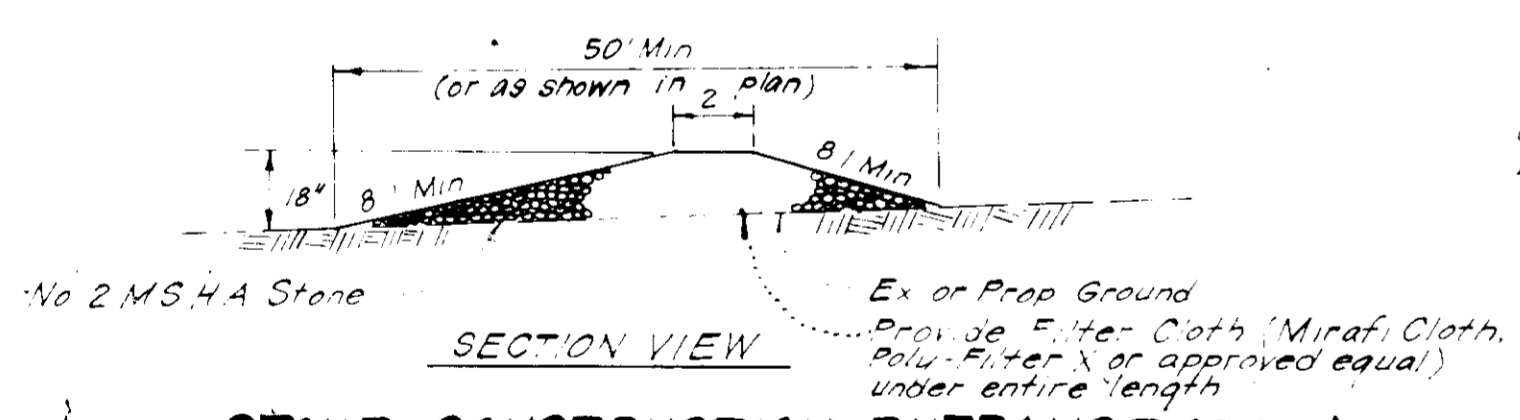 50' Min
(or as shown in plan)
2
18"
8' Min
8' Min
No 2 M S H A Stone
Ex or Prop Ground
Provide Filter Cloth (Mirafi Cloth,
Poly-Filter X or approved equal)
under entire length
SECTION VIEW
CONSTRUCTION